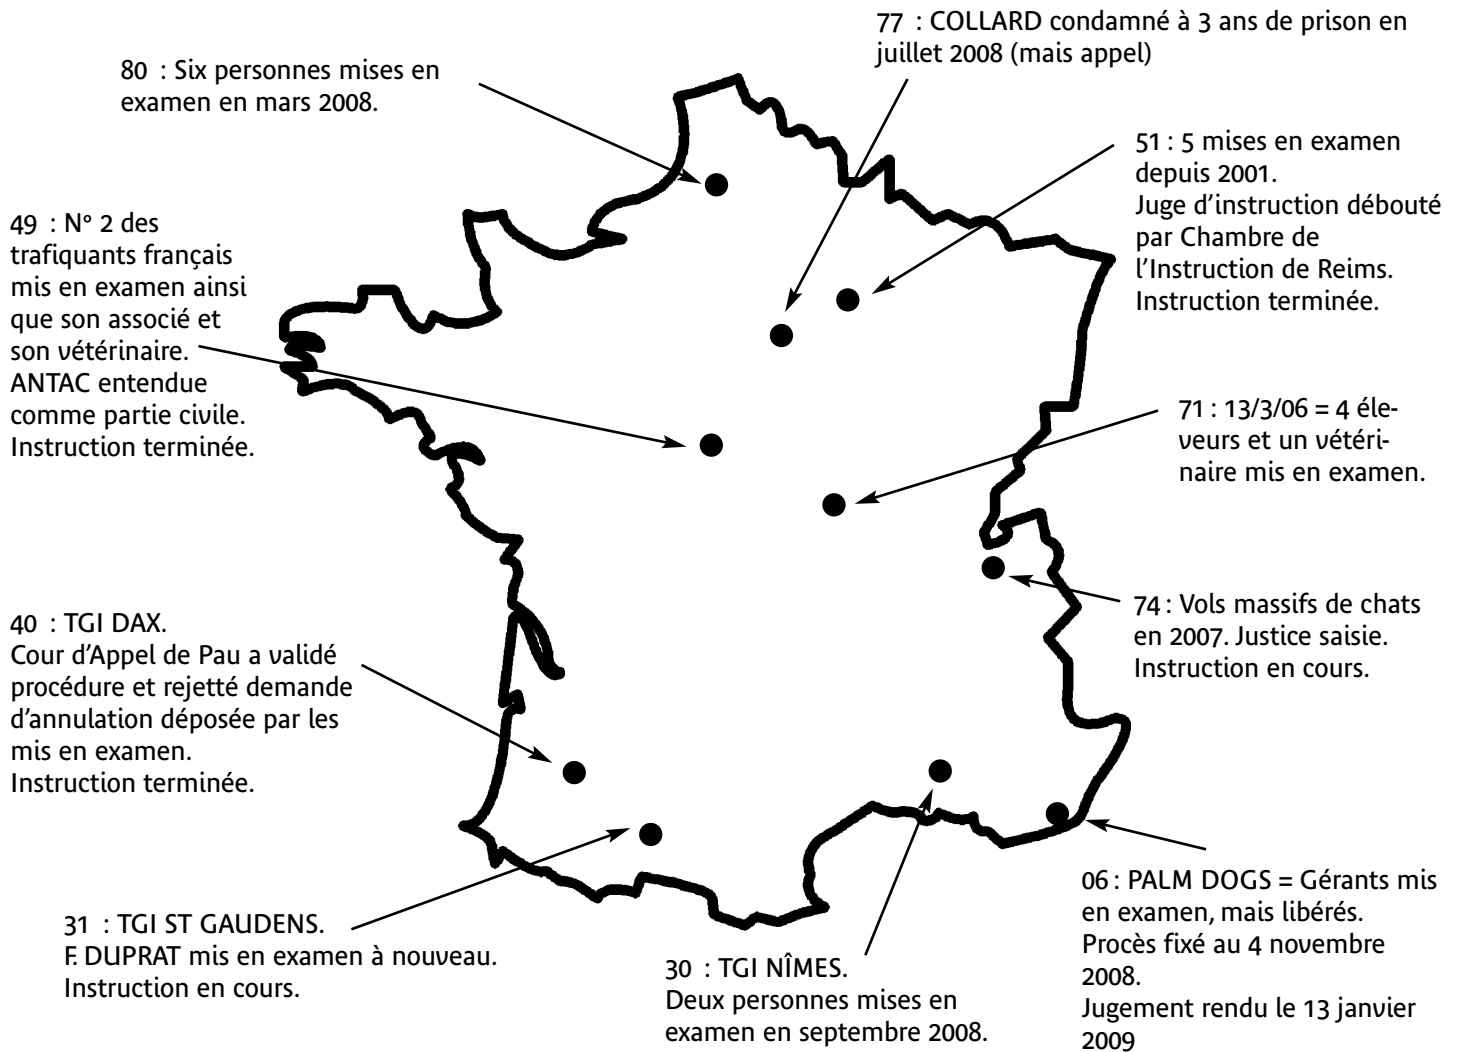 77 : COLLARD condamné à 3 ans de prison en
juillet 2008 (mais appel)
80 : Six personnes mises en
examen en mars 2008.
51 : 5 mises en examen
depuis 2001.
Juge d'instruction débouté
par Chambre de
l'Instruction de Reims.
Instruction terminée.
49 : N° 2 des
trafiquants français
mis en examen ainsi
que son associé et
son vétérinaire.
ANTAC entendue
comme partie civile.
Instruction terminée.
71 : 13/3/06 = 4 éle-
veurs et un vétéri-
naire mis en examen.
74 : Vols massifs de chats
en 2007. Justice saisie.
Instruction en cours.
40 : TGI DAX.
Cour d'Appel de Pau a validé
procédure et rejetté demande
d'annulation déposée par les
mis en examen.
Instruction terminée.
31 : TGI ST GAUDENS.
F. DUPRAT mis en examen à nouveau.
Instruction en cours.
30 : TGI NÎMES.
Deux personnes mises en
examen en septembre 2008.
06 : PALM DOGS = Gérants mis
en examen, mais libérés.
Procès fixé au 4 novembre
2008.
Jugement rendu le 13 janvier
2009